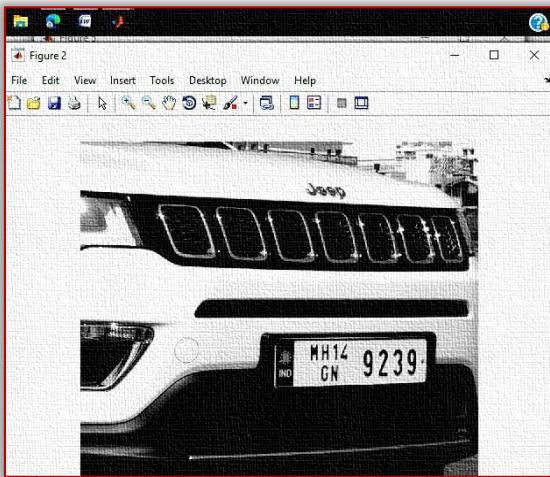 Figure 2
File Edit View Insert Tools Desktop Window Help
Jeep
MH14
GN
9239
IND